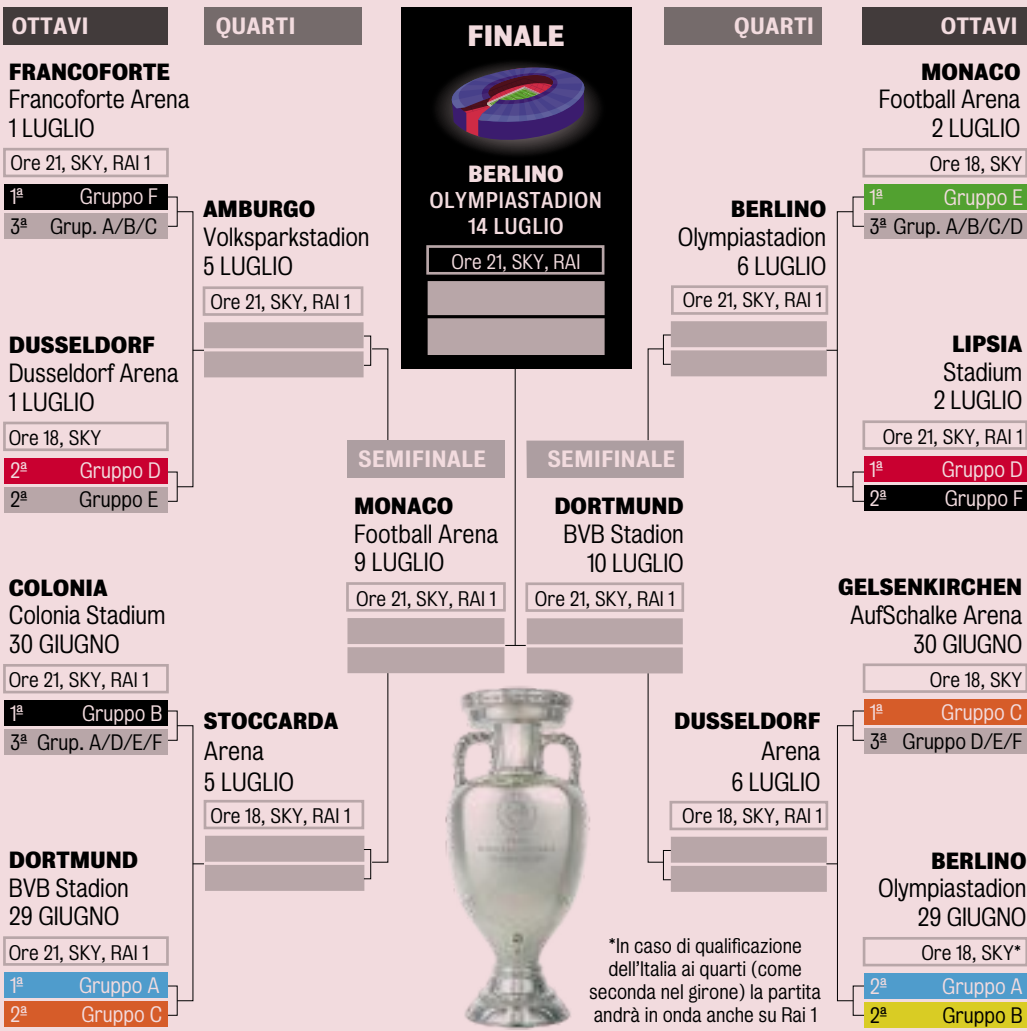 OTTAVI
FRANCOFORTE
Francoforte Arena
1 LUGLIO
Ore 21, SKY, RAI 1
1ª Gruppo F
3ª Grup. A/B/C
DUSSELDORF
Dusseldorf Arena
1 LUGLIO
Ore 18, SKY
2ª Gruppo D
2ª Gruppo E
COLONIA
Colonia Stadium
30 GIUGNO
Ore 21, SKY, RAI 1
1ª Gruppo B
3ª Grup. A/D/E/F
DORTMUND
BVB Stadion
29 GIUGNO
Ore 21, SKY, RAI 1
1ª Gruppo A
2ª Gruppo C
QUARTI
AMBURGO
Volksparkstadion
5 LUGLIO
Ore 21, SKY, RAI 1
STOCCARDA
Arena
5 LUGLIO
Ore 18, SKY, RAI 1
SEMIFINALE
MONACO
Football Arena
9 LUGLIO
Ore 21, SKY, RAI 1
FINALE
BERLINO
OLYMPIASTADION
14 LUGLIO
Ore 21, SKY, RAI
SEMIFINALE
DORTMUND
BVB Stadion
10 LUGLIO
Ore 21, SKY, RAI 1
QUARTI
BERLINO
Olympiastadion
6 LUGLIO
Ore 21, SKY, RAI 1
DUSSELDORF
Arena
6 LUGLIO
Ore 18, SKY, RAI 1
OTTAVI
MONACO
Football Arena
2 LUGLIO
Ore 18, SKY
1ª Gruppo E
3ª Grup. A/B/C/D
LIPSIA
Stadium
2 LUGLIO
Ore 21, SKY, RAI 1
1ª Gruppo D
2ª Gruppo F
GELSENKIRCHEN
AufSchalke Arena
30 GIUGNO
Ore 18, SKY
1ª Gruppo C
3ª Gruppo D/E/F
BERLINO
Olympiastadion
29 GIUGNO
Ore 18, SKY*
2ª Gruppo A
2ª Gruppo B
*In caso di qualificazione
dell'Italia ai quarti (come
seconda nel girone) la partita
andrà in onda anche su Rai 1